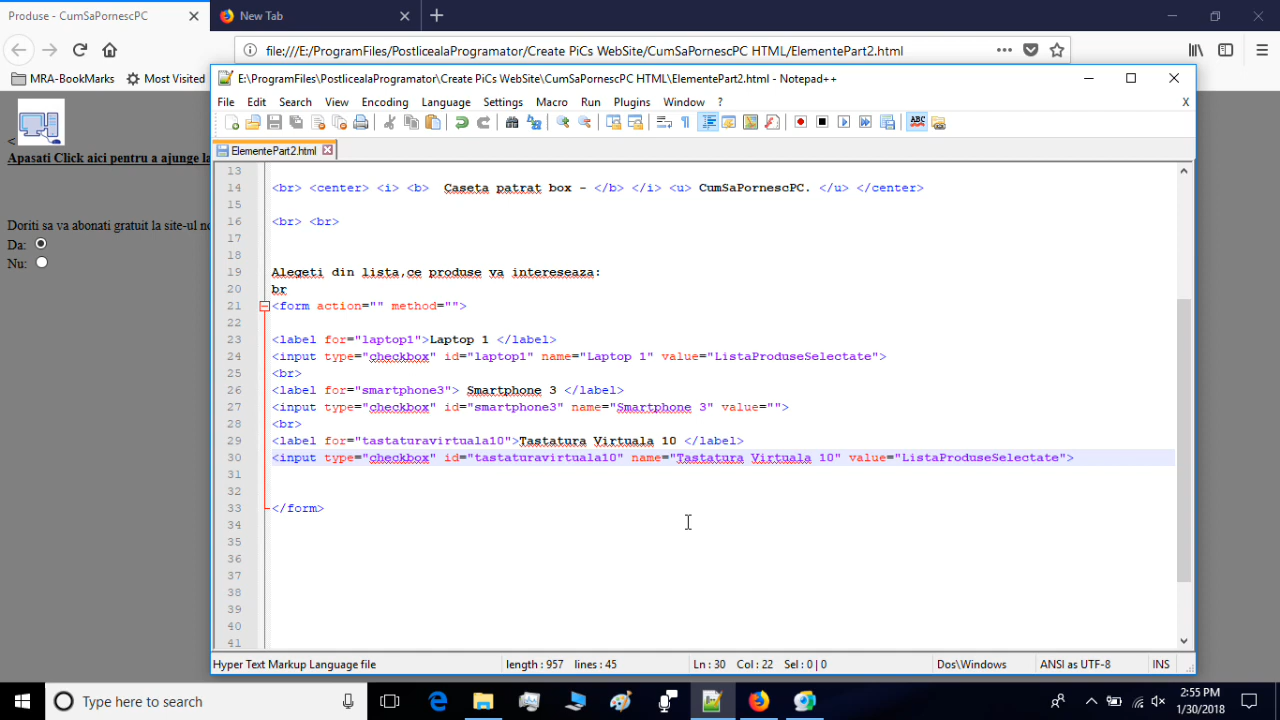 Produse - CumSaPornescPC
New Tab
file:///E:/ProgramFiles/PostlicealaProgramator/Create PiCs WebSite/CumSaPornescPC HTML/ElementePart2.html
MRA-BookMarks
Most Visited
E:\ProgramFiles\PostlicealaProgramator\Create PiCs WebSite\CumSaPornescPC HTML\ElementePart2.html - Notepad++
File Edit Search View Encoding Language Settings Macro Run Plugins Window ? X
ABC
ElementePart2.html
<
Apasati Click aici pentru a ajunge la
Doriti sa va abonati gratuit la site-ul no
Da:
Nu:
13
14 <br> <center> <i> <b>  Caseta patrat box - </b> </i> <u> CumSaPornescPC. </u> </center>
15
16 <br> <br>
17
18
19 Alegeti din lista,ce produse va intereseaza:
20 br
21 <form action="" method="">
22
23 <label for="laptop1">Laptop 1 </label>
24 <input type="checkbox" id="laptop1" name="Laptop 1" value="ListaProduseSelectate">
25 <br>
26 <label for="smartphone3"> Smartphone 3 </label>
27 <input type="checkbox" id="smartphone3" name="Smartphone 3" value="">
28 <br>
29 <label for="tastaturavirtuala10">Tastatura Virtuala 10 </label>
30 <input type="checkbox" id="tastaturavirtuala10" name="Tastatura Virtuala 10" value="ListaProduseSelectate">
31
32
33 </form>
34
35
36
37
38
39
40
41
Hyper Text Markup Language file length : 957 lines : 45 Ln : 30 Col : 22 Sel : 0 | 0 Dos\Windows ANSI as UTF-8 INS
Type here to search
2:55 PM
1/30/2018